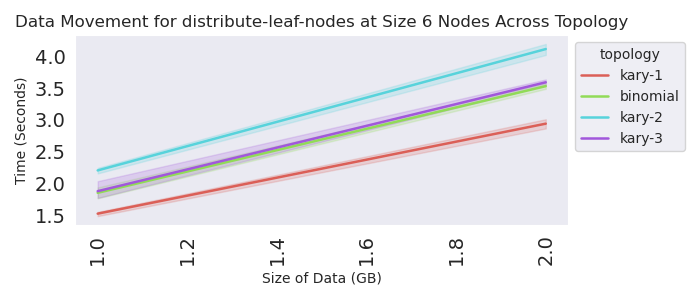 Data Movement for distribute-leaf-nodes at Size 6 Nodes Across Topology
Time (Seconds)
4.0
3.5
3.0
2.5
2.0
1.5
1.0
1.2
1.4
1.6
1.8
2.0
Size of Data (GB)
topology
kary-1
binomial
kary-2
kary-3